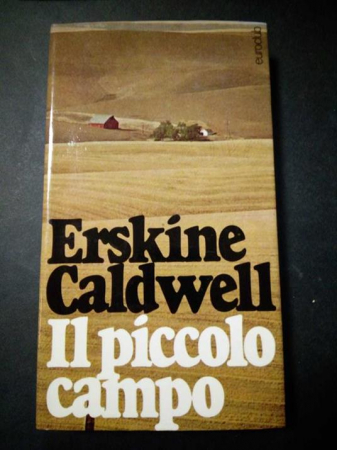 euroclub
Erskine
Caldwell
Il piccolo
campo